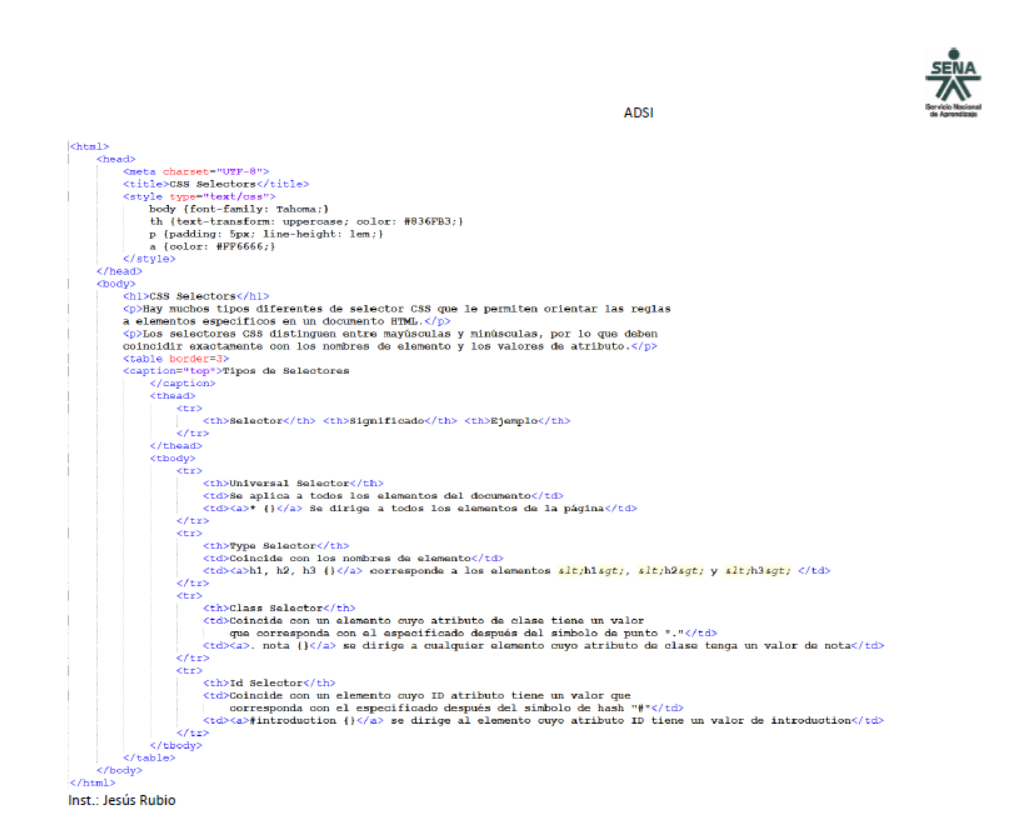 SENA
Servicio Nacional
de Aprendizaje
ADSI
<html>
<head>
<meta charset="UTF-8">
<title>CSS Selectors</title>
<style type="text/css">
body {font-family: Tahoma;}
th {text-transform: uppercase; color: #836FB3;}
p {padding: 5px; line-height: 1em;}
a {color: #FF6666;}
</style>
</head>
<body>
<h1>CSS Selectors</h1>
<p>Hay muchos tipos diferentes de selector CSS que le permiten orientar las reglas
a elementos específicos en un documento HTML.</p>
<p>Los selectores CSS distinguen entre mayúsculas y minúsculas, por lo que deben
coincidir exactamente con los nombres de elemento y los valores de atributo.</p>
<table border=3>
<caption="top">Tipos de Selectores
</caption>
<thead>
<tr>
<th>Selector</th> <th>Significado</th> <th>Ejemplo</th>
</tr>
</thead>
<tbody>
<tr>
<th>Universal Selector</th>
<td>Se aplica a todos los elementos del documento</td>
<td><a>* {}</a> Se dirige a todos los elementos de la página</td>
</tr>
<tr>
<th>Type Selector</th>
<td>Coincide con los nombres de elemento</td>
<td><a>h1, h2, h3 {}</a> corresponde a los elementos &lt;h1&gt;, &lt;h2&gt; y &lt;h3&gt; </td>
</tr>
<tr>
<th>Class Selector</th>
<td>Coincide con un elemento cuyo atributo de clase tiene un valor
que corresponda con el especificado después del símbolo de punto "."</td>
<td><a>. nota {}</a> se dirige a cualquier elemento cuyo atributo de clase tenga un valor de nota</td>
</tr>
<tr>
<th>Id Selector</th>
<td>Coincide con un elemento cuyo ID atributo tiene un valor que
corresponda con el especificado después del símbolo de hash "#"</td>
<td><a>#introduction {}</a> se dirige al elemento cuyo atributo ID tiene un valor de introduction</td>
</tr>
</tbody>
</table>
</body>
</html>
Inst.: Jesús Rubio